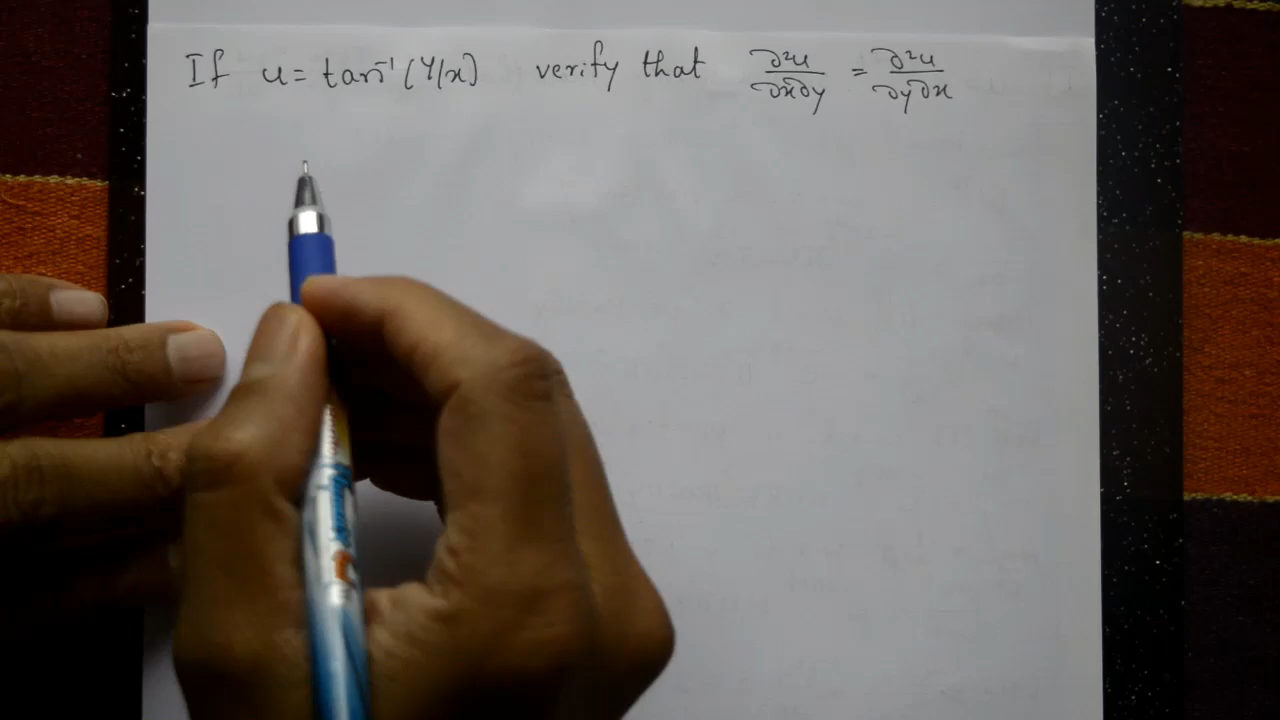 If u = tan⁻¹(y/x) verify that ∂²u/∂x∂y = ∂²u/∂y∂x